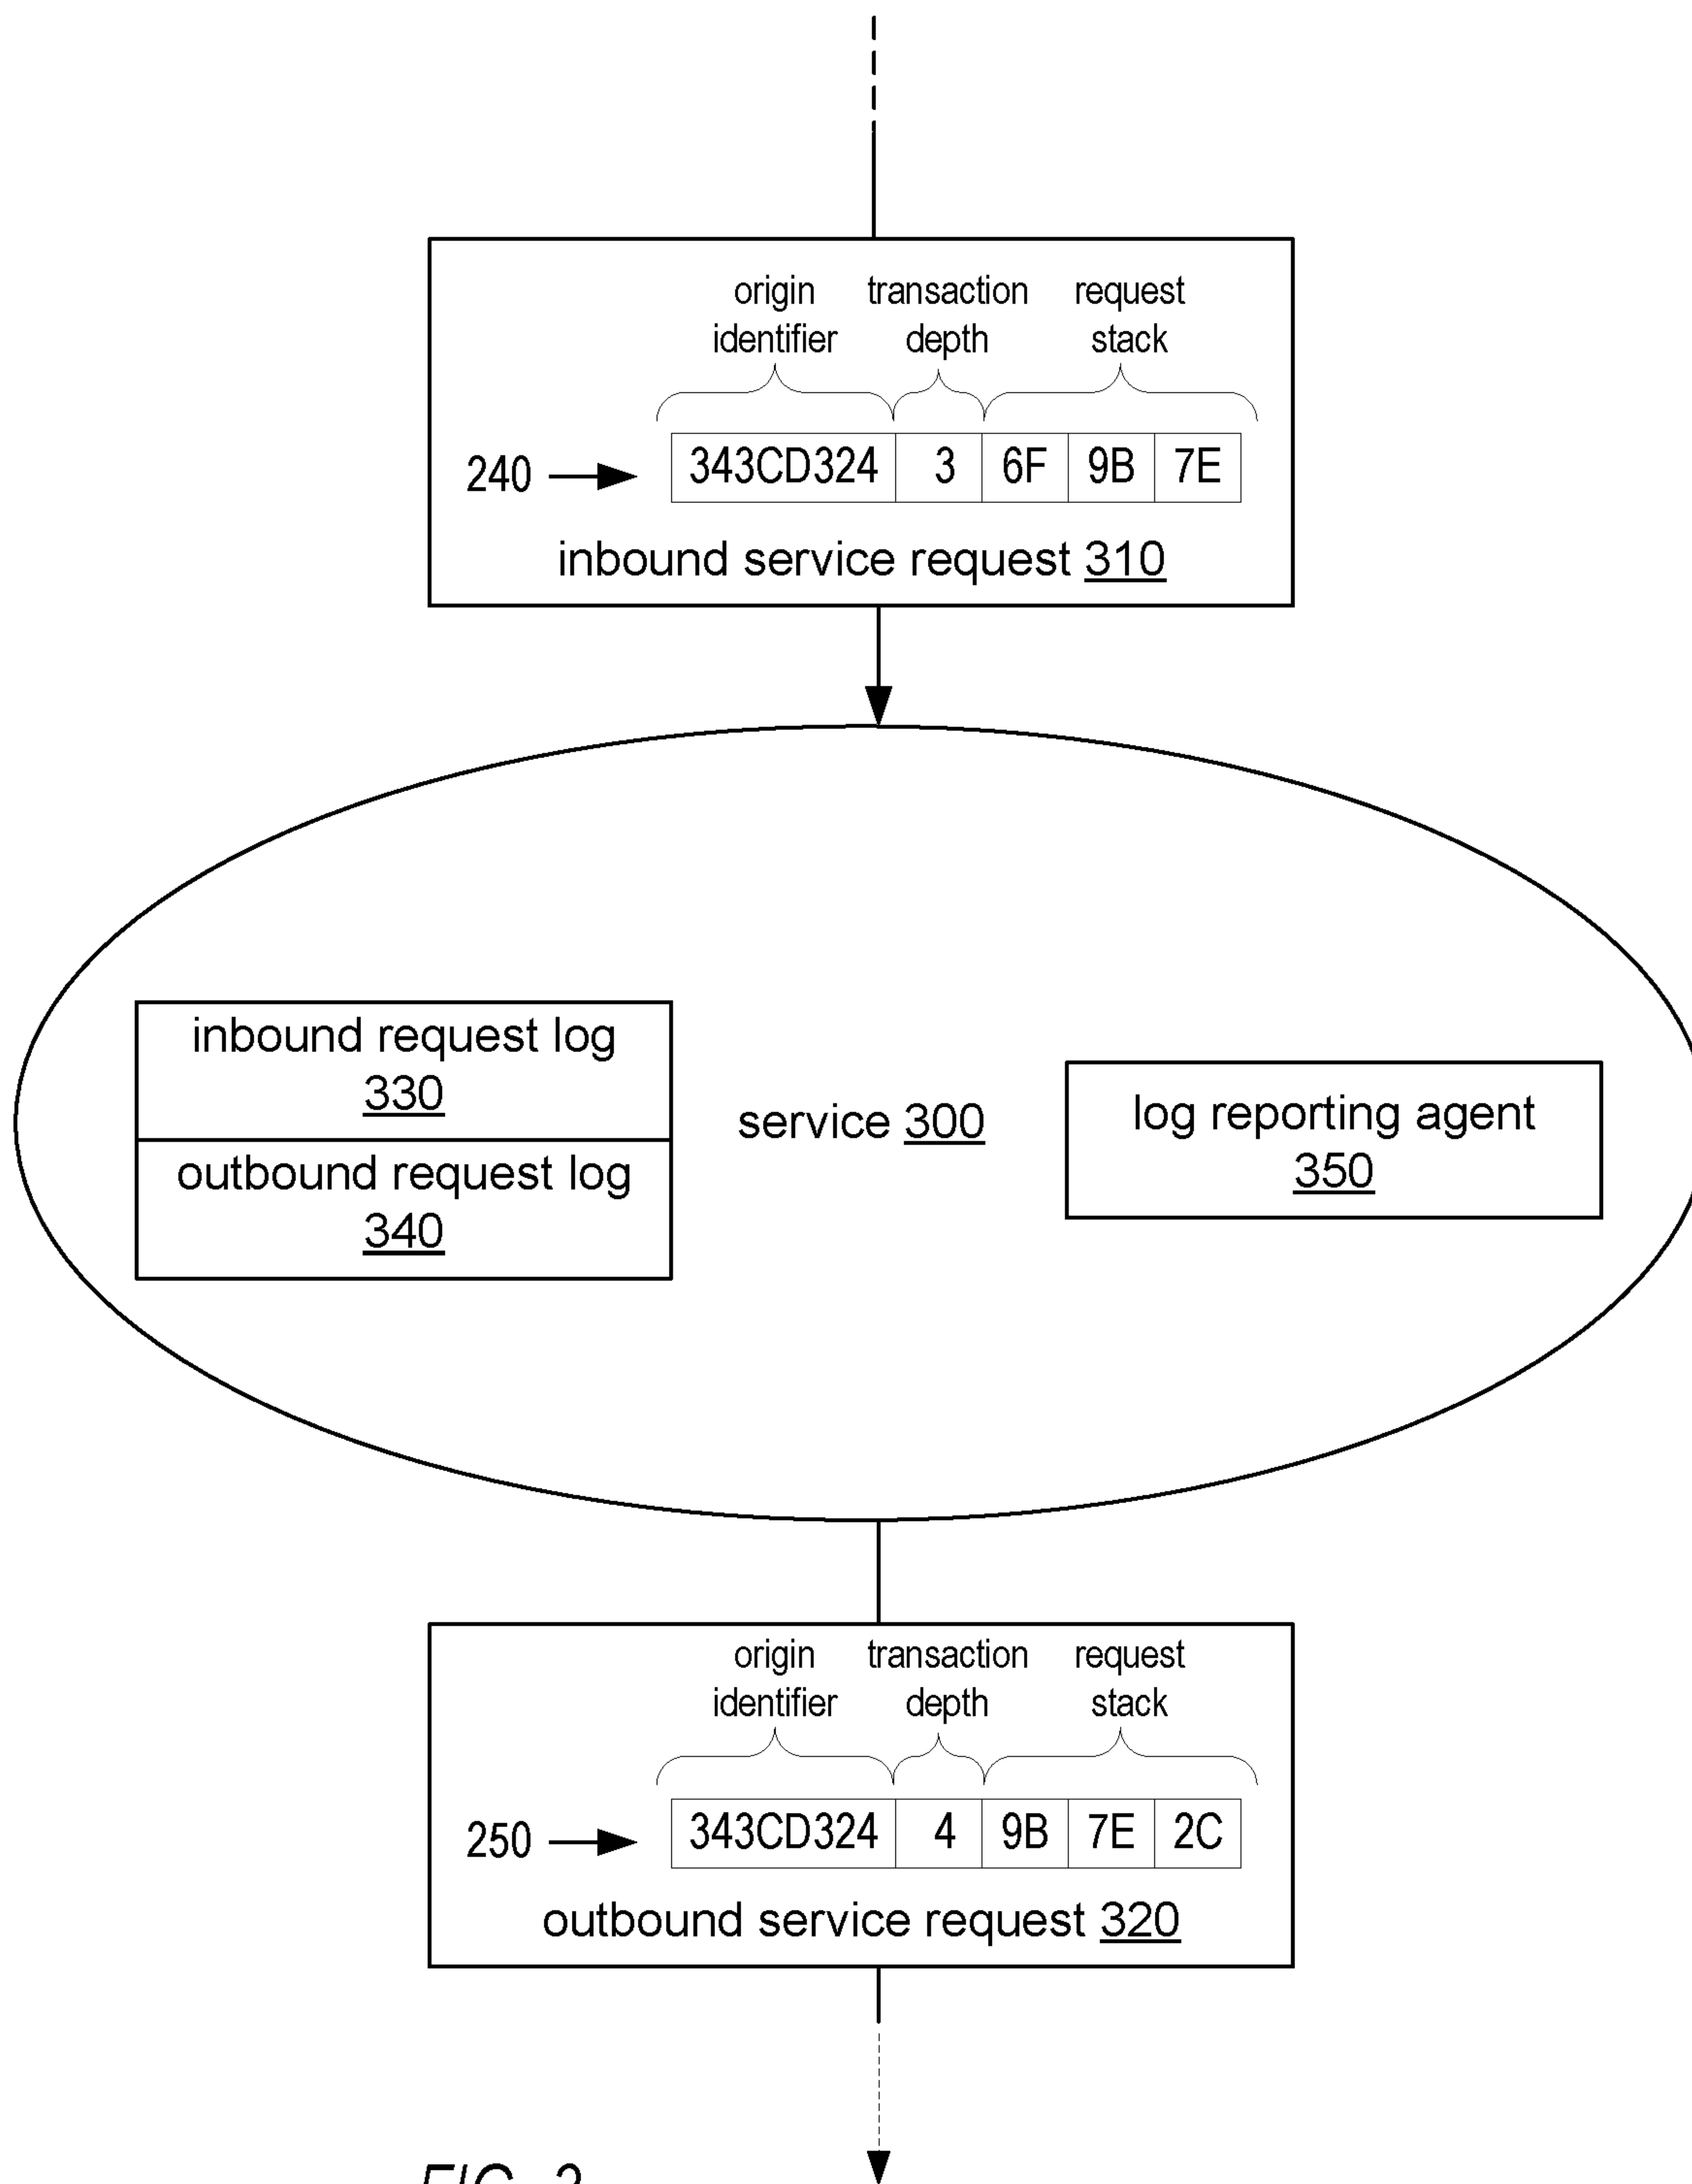 origin transaction request
identifier depth stack
240 343CD324 3 6F 9B 7E
inbound service request 310
inbound request log
330
outbound request log
340
service 300
log reporting agent
350
origin transaction request
identifier depth stack
250 343CD324 4 9B 7E 2C
outbound service request 320